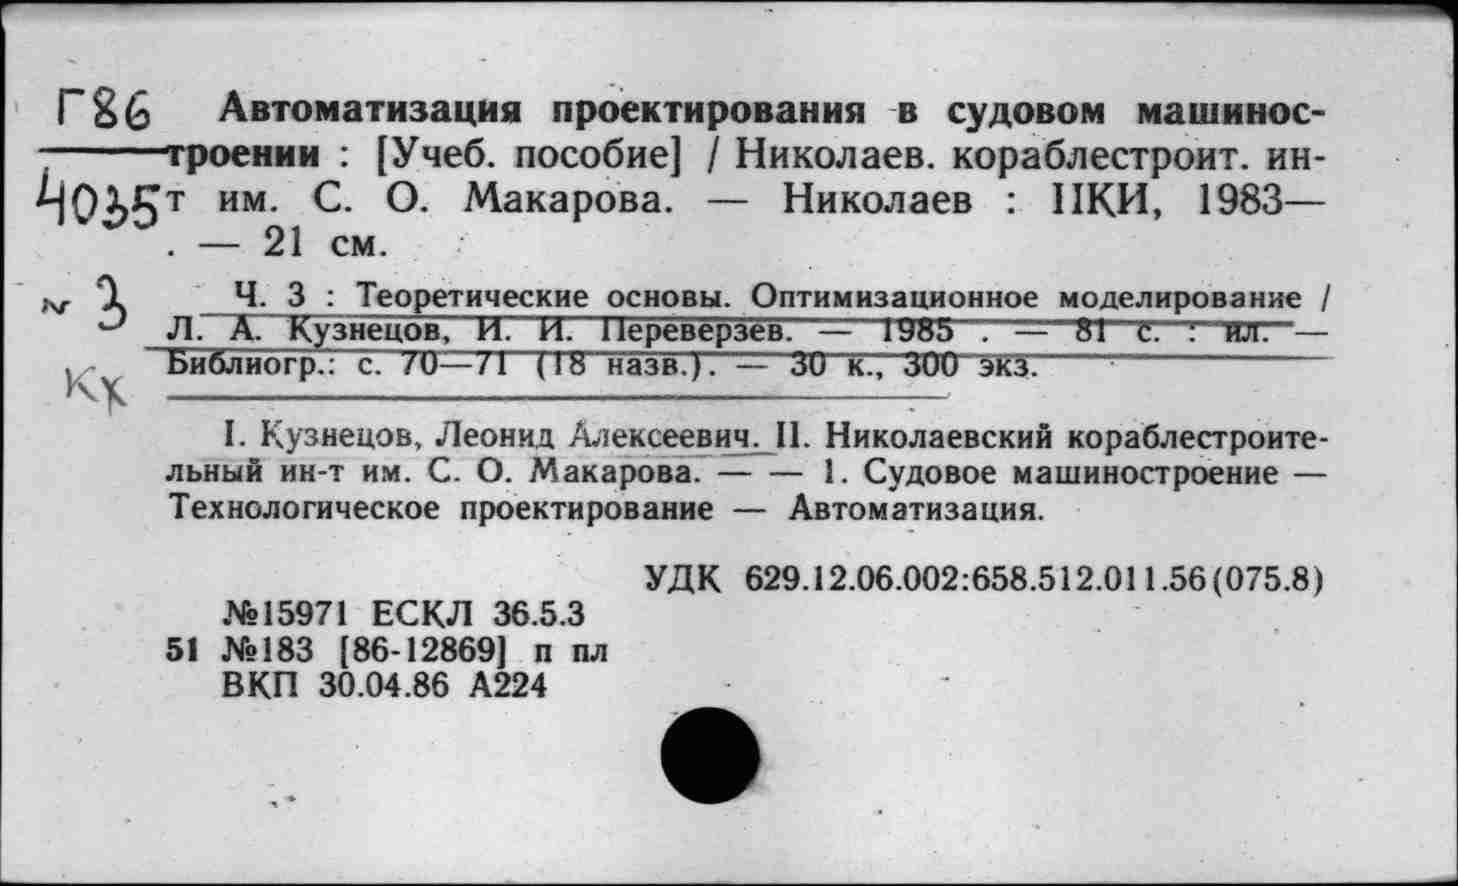 Г86 Автоматизация проектирования в судовом машинос-
троении : [Учеб. пособие] / Николаев. кораблестроит. ин-
4035 т им. С. О. Макарова. — Николаев : НКИ, 1983—
. — 21 см.
3 Ч. 3 : Теоретические основы. Оптимизационное моделирование /
Л. А. Кузнецов, И. И. Переверзев. — 1985 . — 81 с. : ил. —
Библиогр.: с. 70—71 (18 назв.). — 30 к., 300 экз.
Кх
I. Кузнецов, Леонид Алексеевич. II. Николаевский кораблестроите-
льный ин-т им. С. О. Макарова. — — 1. Судовое машиностроение —
Технологическое проектирование — Автоматизация.
УДК 629.12.06.002:658.512.011.56(075.8)
№15971 ЕСКЛ 36.5.3
51 №183 [86-12869] п пл
ВКП 30.04.86 А224